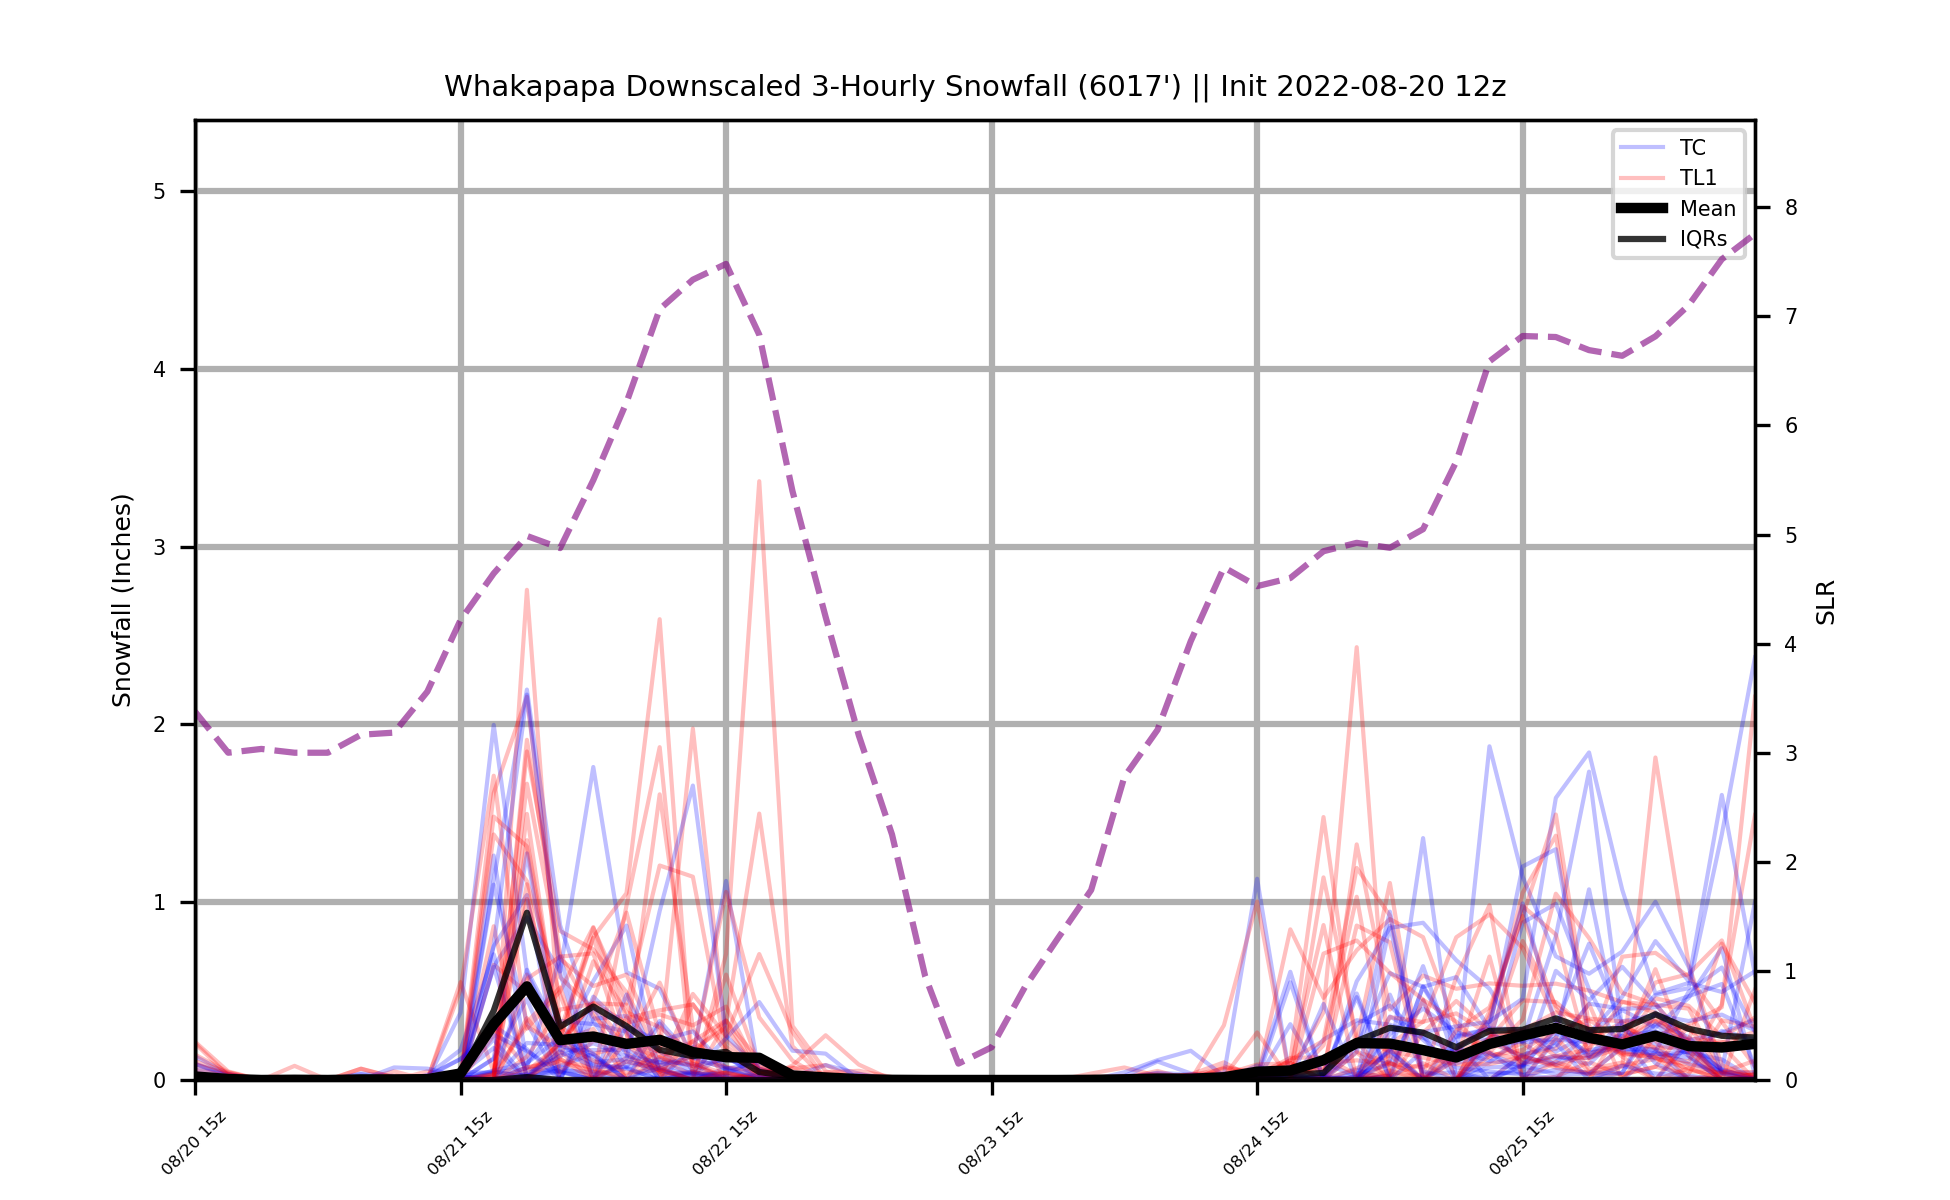 Whakapapa Downscaled 3-Hourly Snowfall (6017') || Init 2022-08-20 12z
TC
TL1
Mean
IQRs
Snowfall (Inches)
5
4
3
2
1
0
SLR
8
7
6
5
4
3
2
1
0
08/20 15z
08/21 15z
08/22 15z
08/23 15z
08/24 15z
08/25 15z